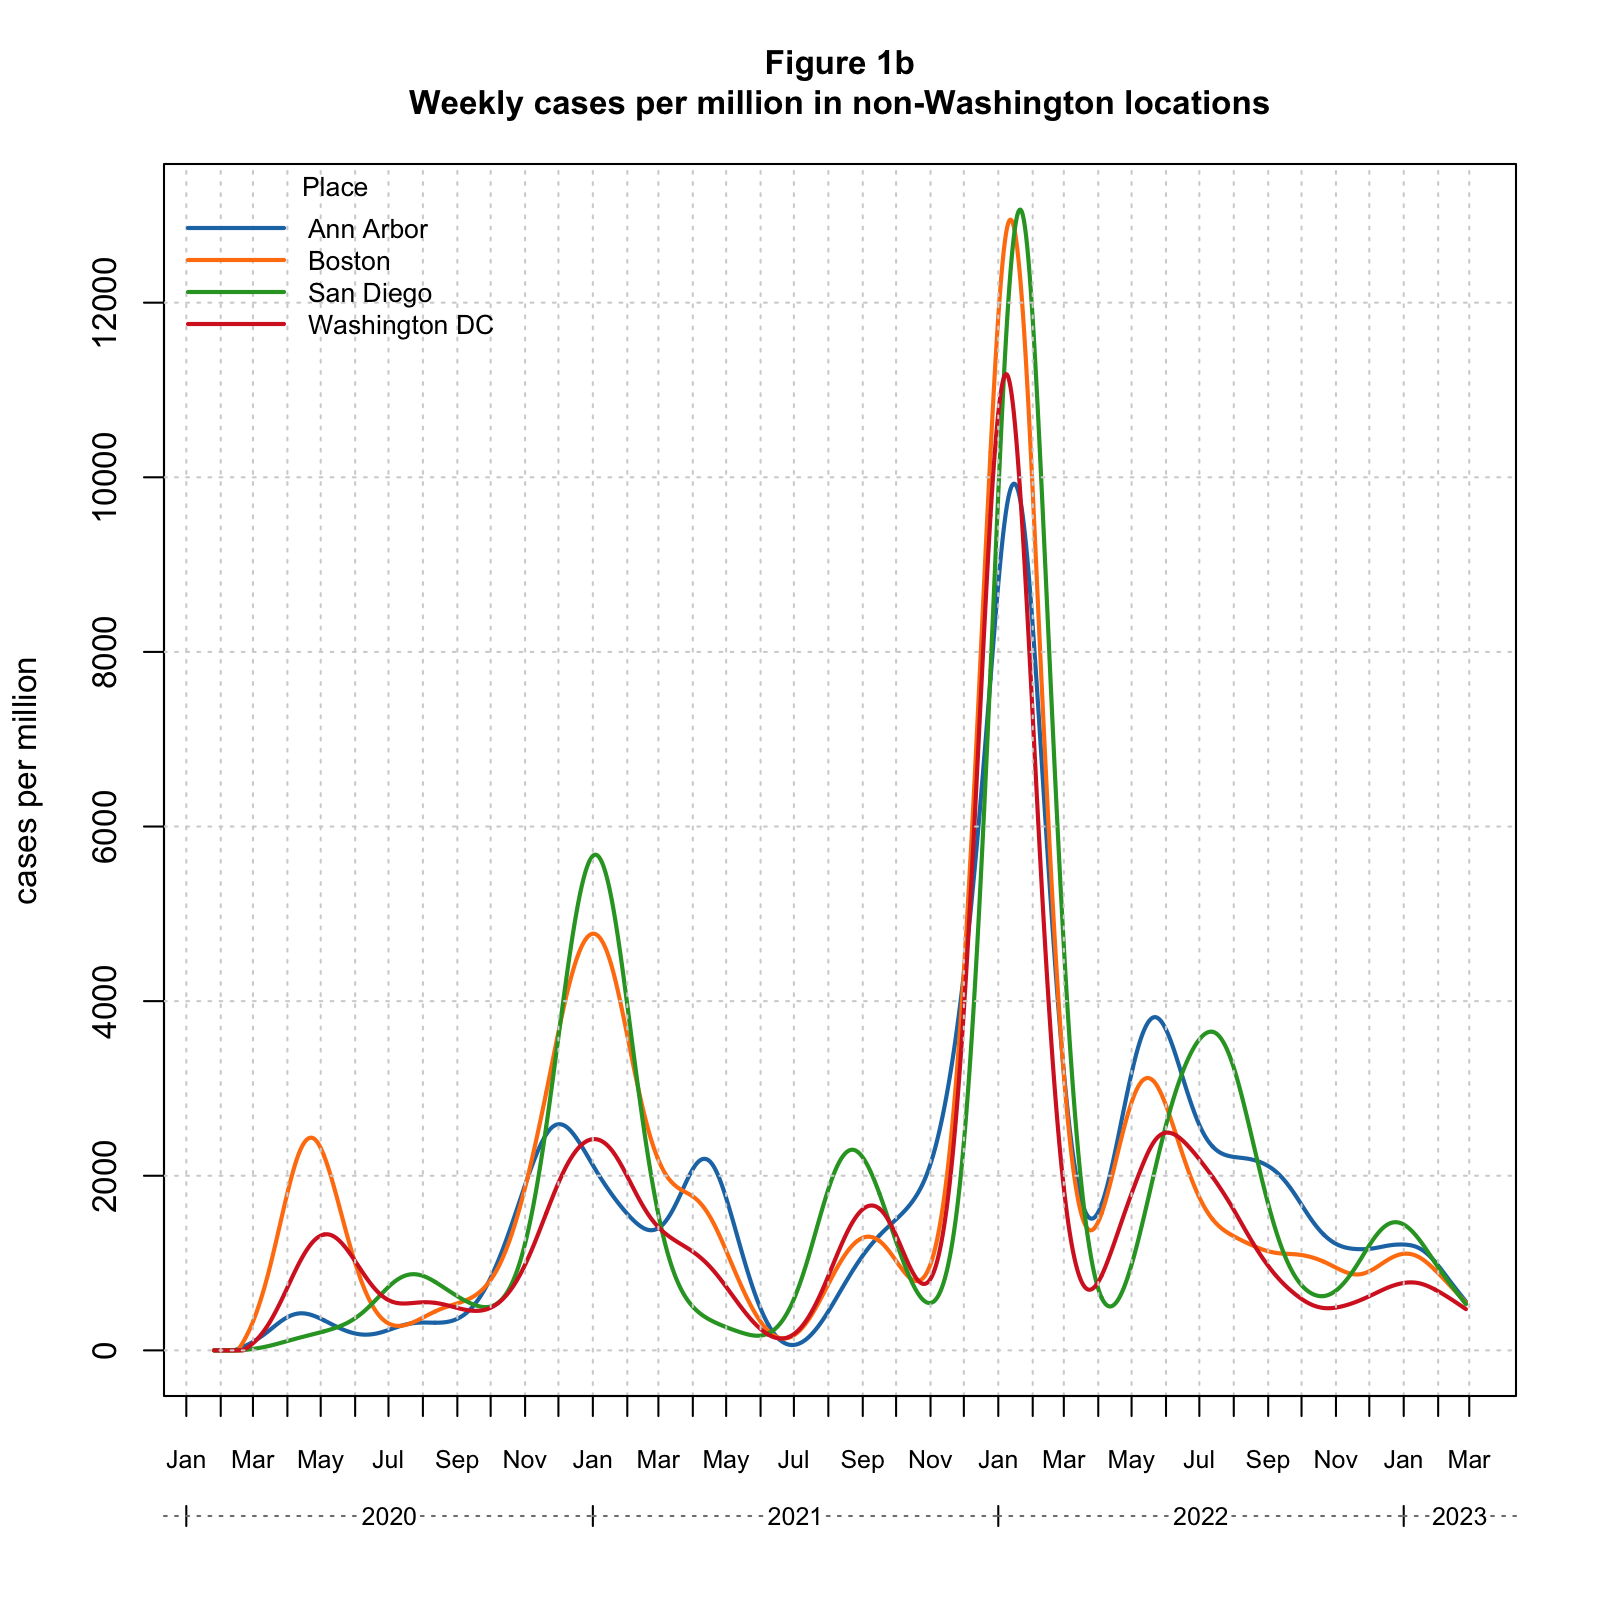 Figure 1b
Weekly cases per million in non-Washington locations
Place
Ann Arbor
Boston
San Diego
Washington DC
cases per million
12000
10000
8000
6000
4000
2000
0
Jan Mar May Jul Sep Nov Jan Mar May Jul Sep Nov Jan Mar May Jul Sep Nov Jan Mar
2020 2021 2022 2023